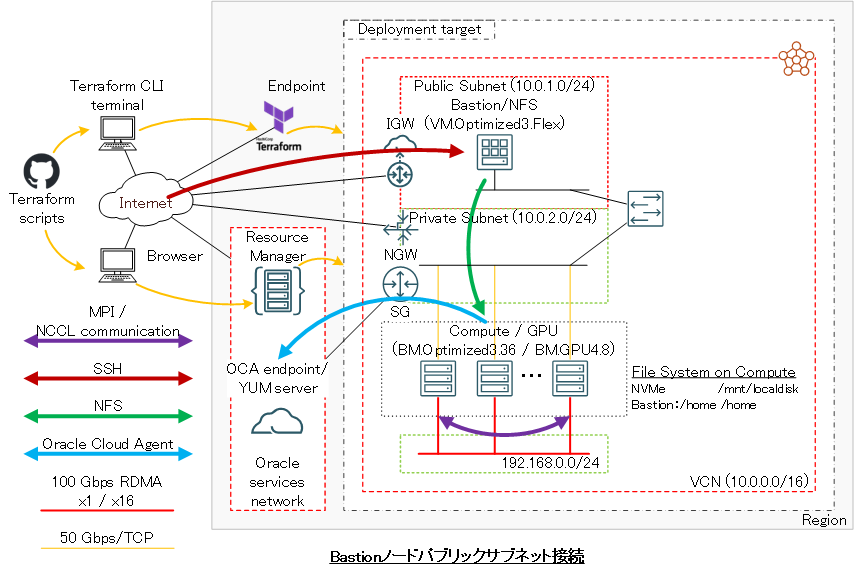 Deployment target
Terraform CLI
terminal
Endpoint
Public Subnet (10.0.1.0/24)
Bastion/NFS
(VM.Optimized3.Flex)
IGW
HashiCorp
Terraform
Terraform
scripts
Internet
Private Subnet (10.0.2.0/24)
Browser
Resource
Manager
NGW
SG
MPI /
NCCL communication
SSH
NFS
Oracle Cloud Agent
100 Gbps RDMA
x1 / x16
50 Gbps/TCP
OCA endpoint/
YUM server
Oracle
services
network
Compute / GPU
(BM.Optimized3.36 / BM.GPU4.8)
...
File System on Compute
NVMe /mnt/localdisk
Bastion:/home /home
192.168.0.0/24
VCN (10.0.0.0/16)
Region
Bastionノードパブリックサブネット接続